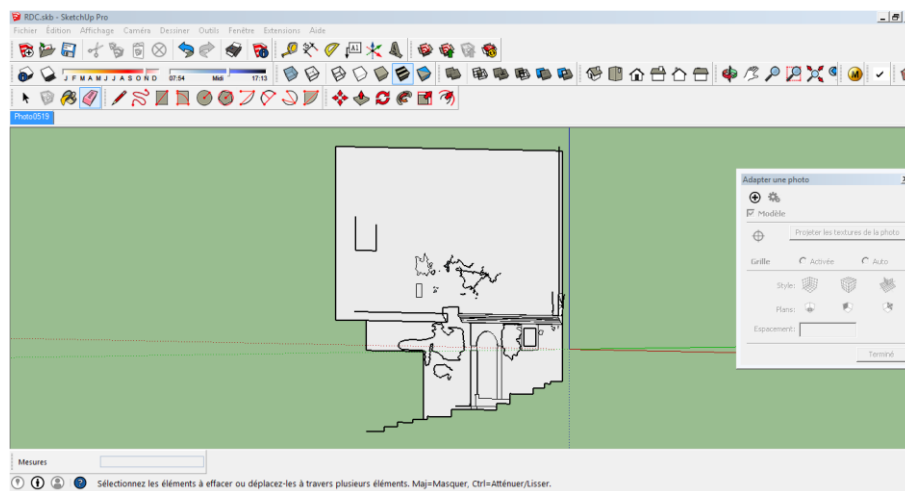 RDC.skb - SketchUp Pro
Fichier Édition Affichage Caméra Dessiner Outils Fenêtre Extensions Aide
A1
J F M A M J J A S O N D 07:54 Midi 17:13
M
Photo0519
Adapter une photo
Modèle
Projeter les textures de la photo
Grille Activée Auto
Style:
Plans:
Espacement:
Terminé
Mesures
Sélectionnez les éléments à effacer ou déplacez-les à travers plusieurs éléments. Maj=Masquer, Ctrl=Atténuer/Lisser.